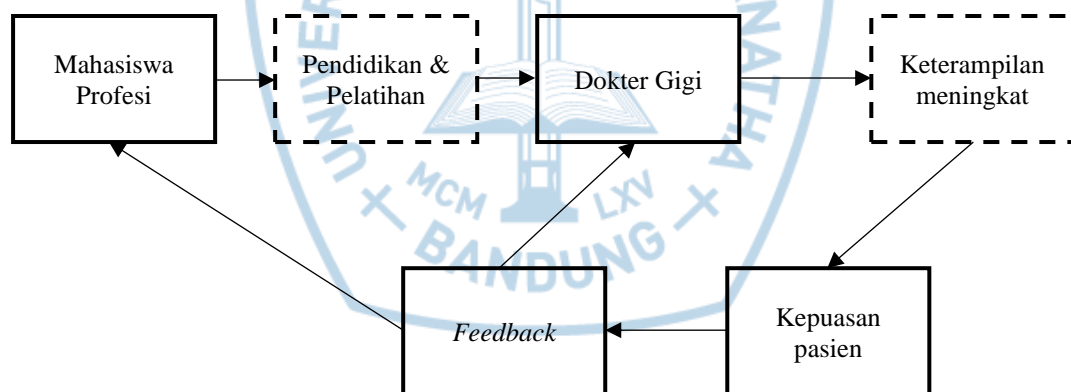 Mahasiswa
Profesi
Pendidikan &
Pelatihan
Dokter Gigi
Keterampilan
meningkat
MCM LXV
BANDUNG
Feedback
Kepuasan
pasien